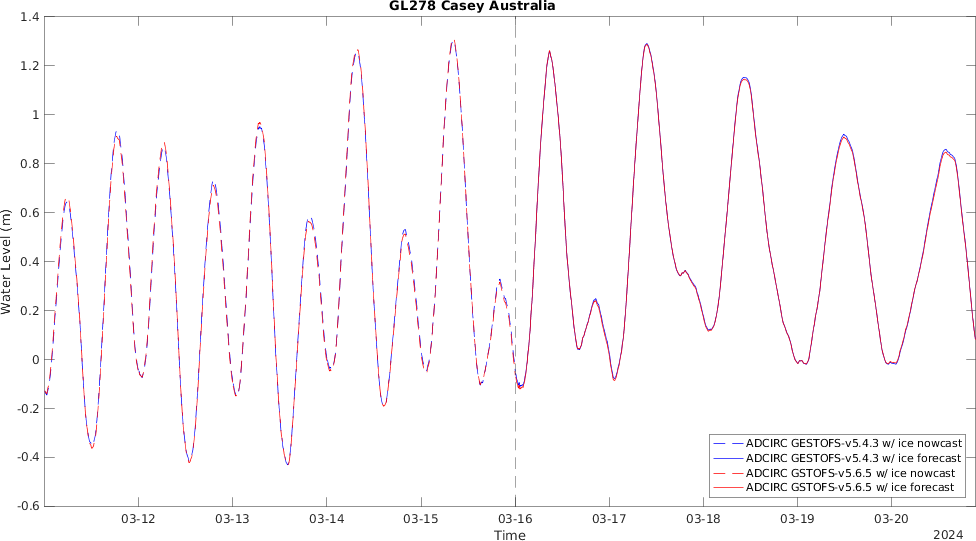 GL278 Casey Australia
1.4
1.2
1
0.8
0.6
0.4
0.2
0
-0.2
-0.4
-0.6
Water Level (m)
ADCIRC GESTOFS-v5.4.3 w/ ice nowcast
ADCIRC GESTOFS-v5.4.3 w/ ice forecast
ADCIRC GSTOFS-v5.6.5 w/ ice nowcast
ADCIRC GSTOFS-v5.6.5 w/ ice forecast
03-12 03-13 03-14 03-15 03-16 03-17 03-18 03-19 03-20
Time
2024